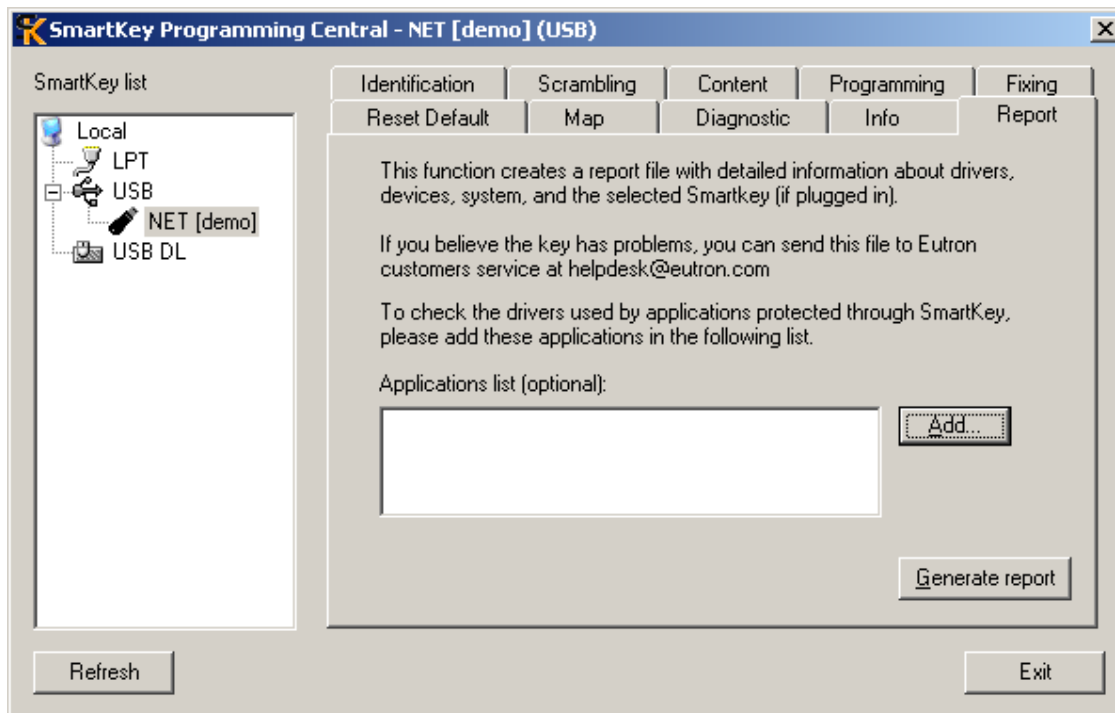 SmartKey Programming Central - NET [demo] (USB)
SmartKey list
Local
LPT
USB
NET [demo]
USB DL
Identification
Scrambling
Content
Programming
Fixing
Reset Default
Map
Diagnostic
Info
Report
This function creates a report file with detailed information about drivers,
devices, system, and the selected Smartkey (if plugged in).
If you believe the key has problems, you can send this file to Eutron
customers service at helpdesk@eutron.com
To check the drivers used by applications protected through SmartKey,
please add these applications in the following list.
Applications list (optional):
Add...
Generate report
Refresh
Exit